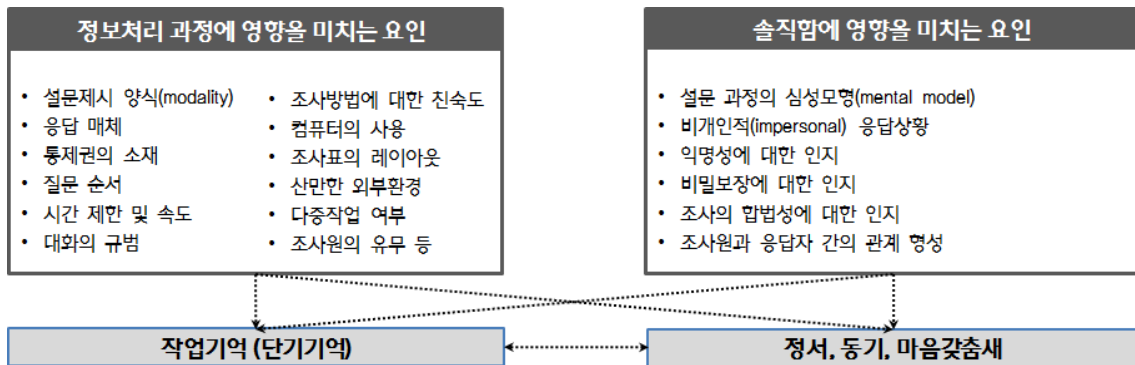 정보처리 과정에 영향을 미치는 요인
• 설문제시 양식(modality)
• 응답 매체
• 통제권의 소재
• 질문 순서
• 시간 제한 및 속도
• 대화의 규범
• 조사방법에 대한 친숙도
• 컴퓨터의 사용
• 조사표의 레이아웃
• 산만한 외부환경
• 다중작업 여부
• 조사원의 유무 등
솔직함에 영향을 미치는 요인
• 설문 과정의 심성모형(mental model)
• 비개인적(impersonal) 응답상황
• 익명성에 대한 인지
• 비밀보장에 대한 인지
• 조사의 합법성에 대한 인지
• 조사원과 응답자 간의 관계 형성
작업기억 (단기기억)
정서, 동기, 마음갖춤새